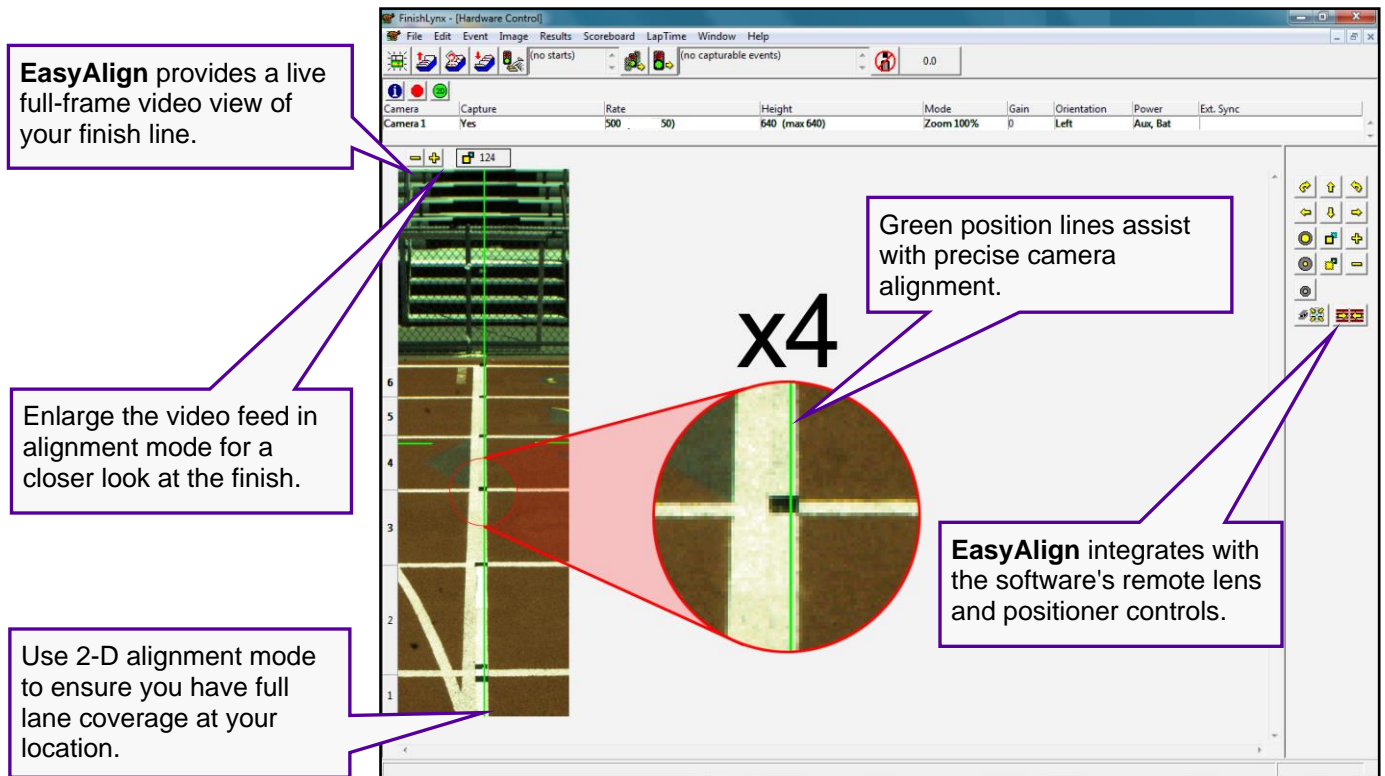 FinishLynx - [Hardware Control]
File Edit Event Image Results Scoreboard LapTime Window Help
(no starts)
(no capturable events)
0.0
2D
Camera Capture Rate Height Mode Gain Orientation Power Ext. Sync
Camera 1 Yes 500 50) 640 (max 640) Zoom 100% 0 Left Aux, Bat
124
EasyAlign provides a live
full-frame video view of
your finish line.
Green position lines assist
with precise camera
alignment.
x4
6
5
4
3
2
1
Enlarge the video feed in
alignment mode for a
closer look at the finish.
EasyAlign integrates with
the software's remote lens
and positioner controls.
Use 2-D alignment mode
to ensure you have full
lane coverage at your
location.